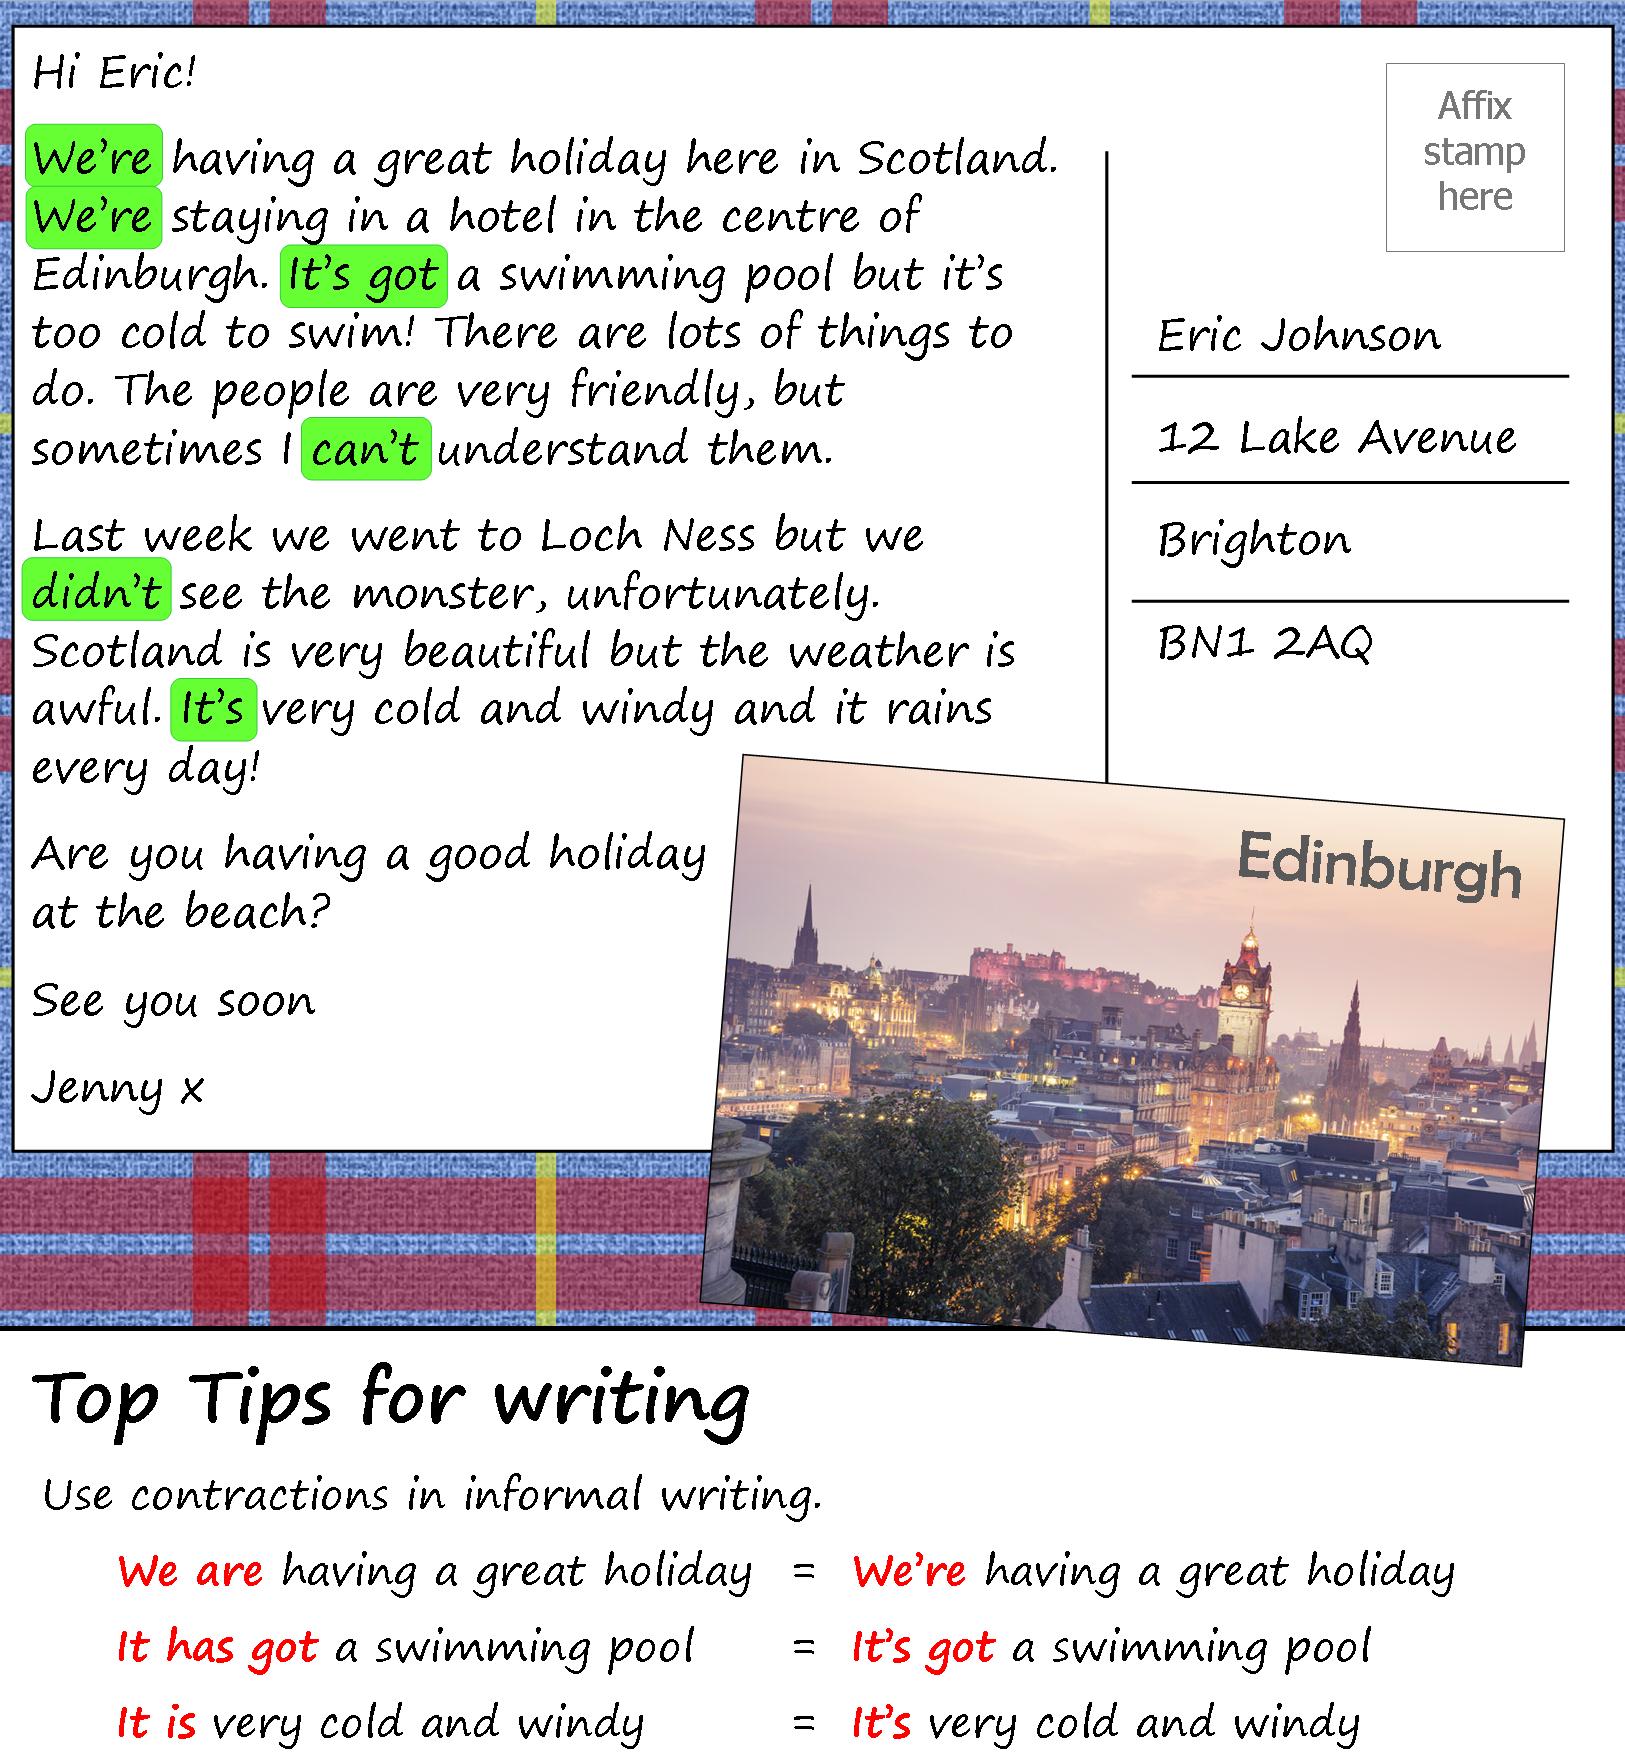 Hi Eric!
We’re having a great holiday here in Scotland.
We’re staying in a hotel in the centre of
Edinburgh. It’s got a swimming pool but it’s
too cold to swim! There are lots of things to
do. The people are very friendly, but
sometimes I can’t understand them.
Last week we went to Loch Ness but we
didn’t see the monster, unfortunately.
Scotland is very beautiful but the weather is
awful. It’s very cold and windy and it rains
every day!
Are you having a good holiday
at the beach?
See you soon
Jenny x
Affix
stamp
here
Eric Johnson
12 Lake Avenue
Brighton
BN1 2AQ
Edinburgh
Top Tips for writing
Use contractions in informal writing.
We are having a great holiday = We’re having a great holiday
It has got a swimming pool = It’s got a swimming pool
It is very cold and windy = It’s very cold and windy